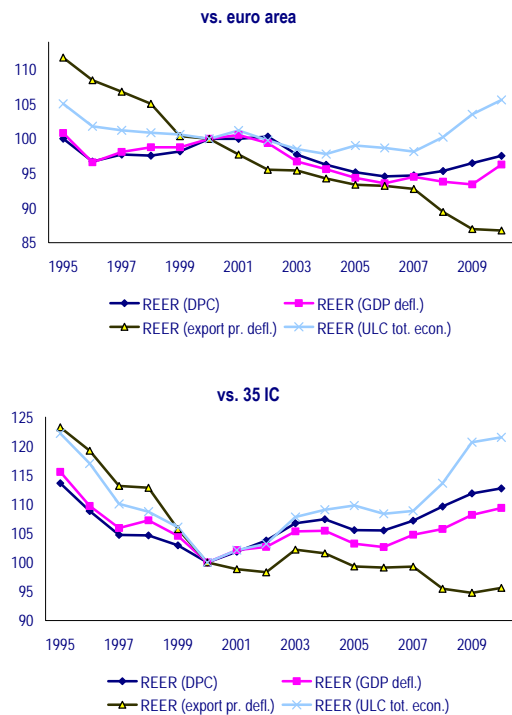 vs. euro area
110
105
100
95
90
85
1995 1997 1999 2001 2003 2005 2007 2009
REER (DPC) REER (GDP defl.)
REER (export pr. defl.) REER (ULC tot. econ.)
vs. 35 IC
125
120
115
110
105
100
95
90
1995 1997 1999 2001 2003 2005 2007 2009
REER (DPC) REER (GDP defl.)
REER (export pr. defl.) REER (ULC tot. econ.)